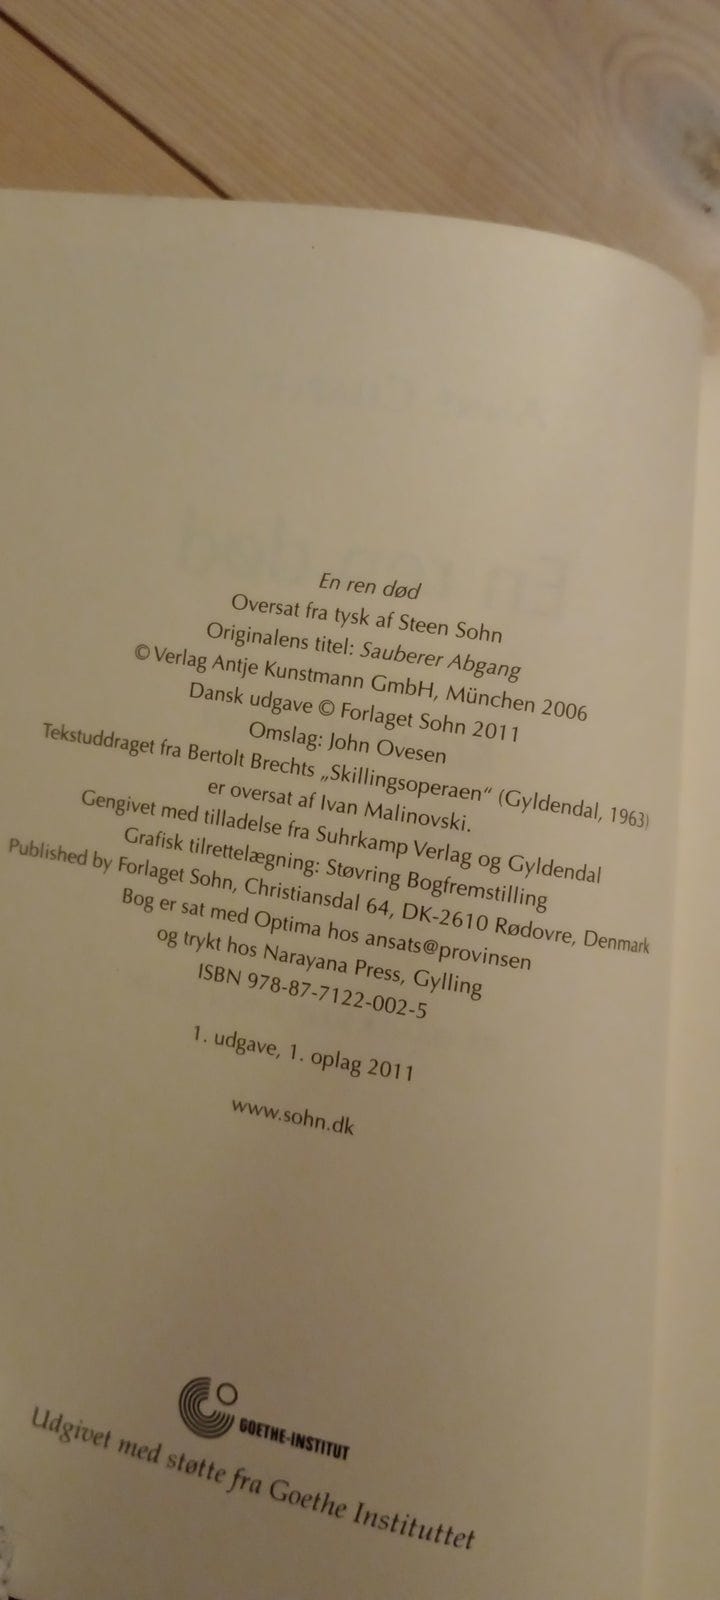 En ren død
Oversat fra tysk af Steen Sohn
Originalens titel: Sauberer Abgang
© Verlag Antje Kunstmann GmbH, München 2006
Dansk udgave © Forlaget Sohn 2011
Omslag: John Ovesen
Tekstuddraget fra Bertolt Brechts „Skillingsoperaen“ (Gyldendal, 1963)
er oversat af Ivan Malinovski.
Gengivet med tilladelse fra Suhrkamp Verlag og Gyldendal
Grafisk tilrettelægning: Støvring Bogfremstilling
Published by Forlaget Sohn, Christiansdal 64, DK-2610 Rødovre, Denmark
Bog er sat med Optima hos ansats@provinsen
og trykt hos Narayana Press, Gylling
ISBN 978-87-7122-002-5
1. udgave, 1. oplag 2011
www.sohn.dk
GOETHE-INSTITUT
Udgivet med støtte fra Goethe Instituttet